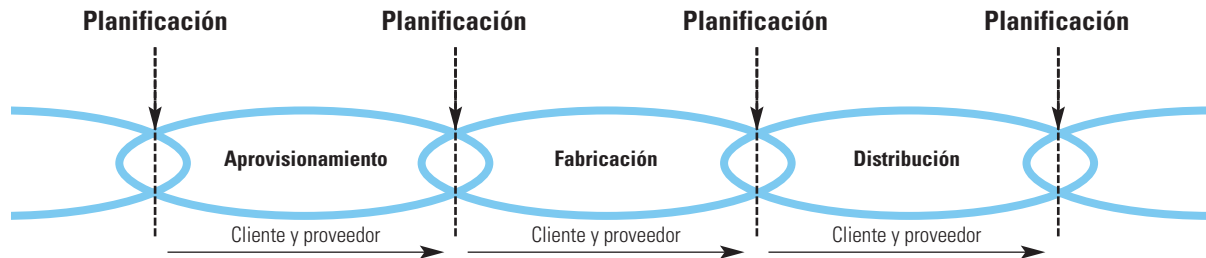 Planificación Planificación Planificación Planificación
Aprovisionamiento Fabricación Distribución
Cliente y proveedor Cliente y proveedor Cliente y proveedor